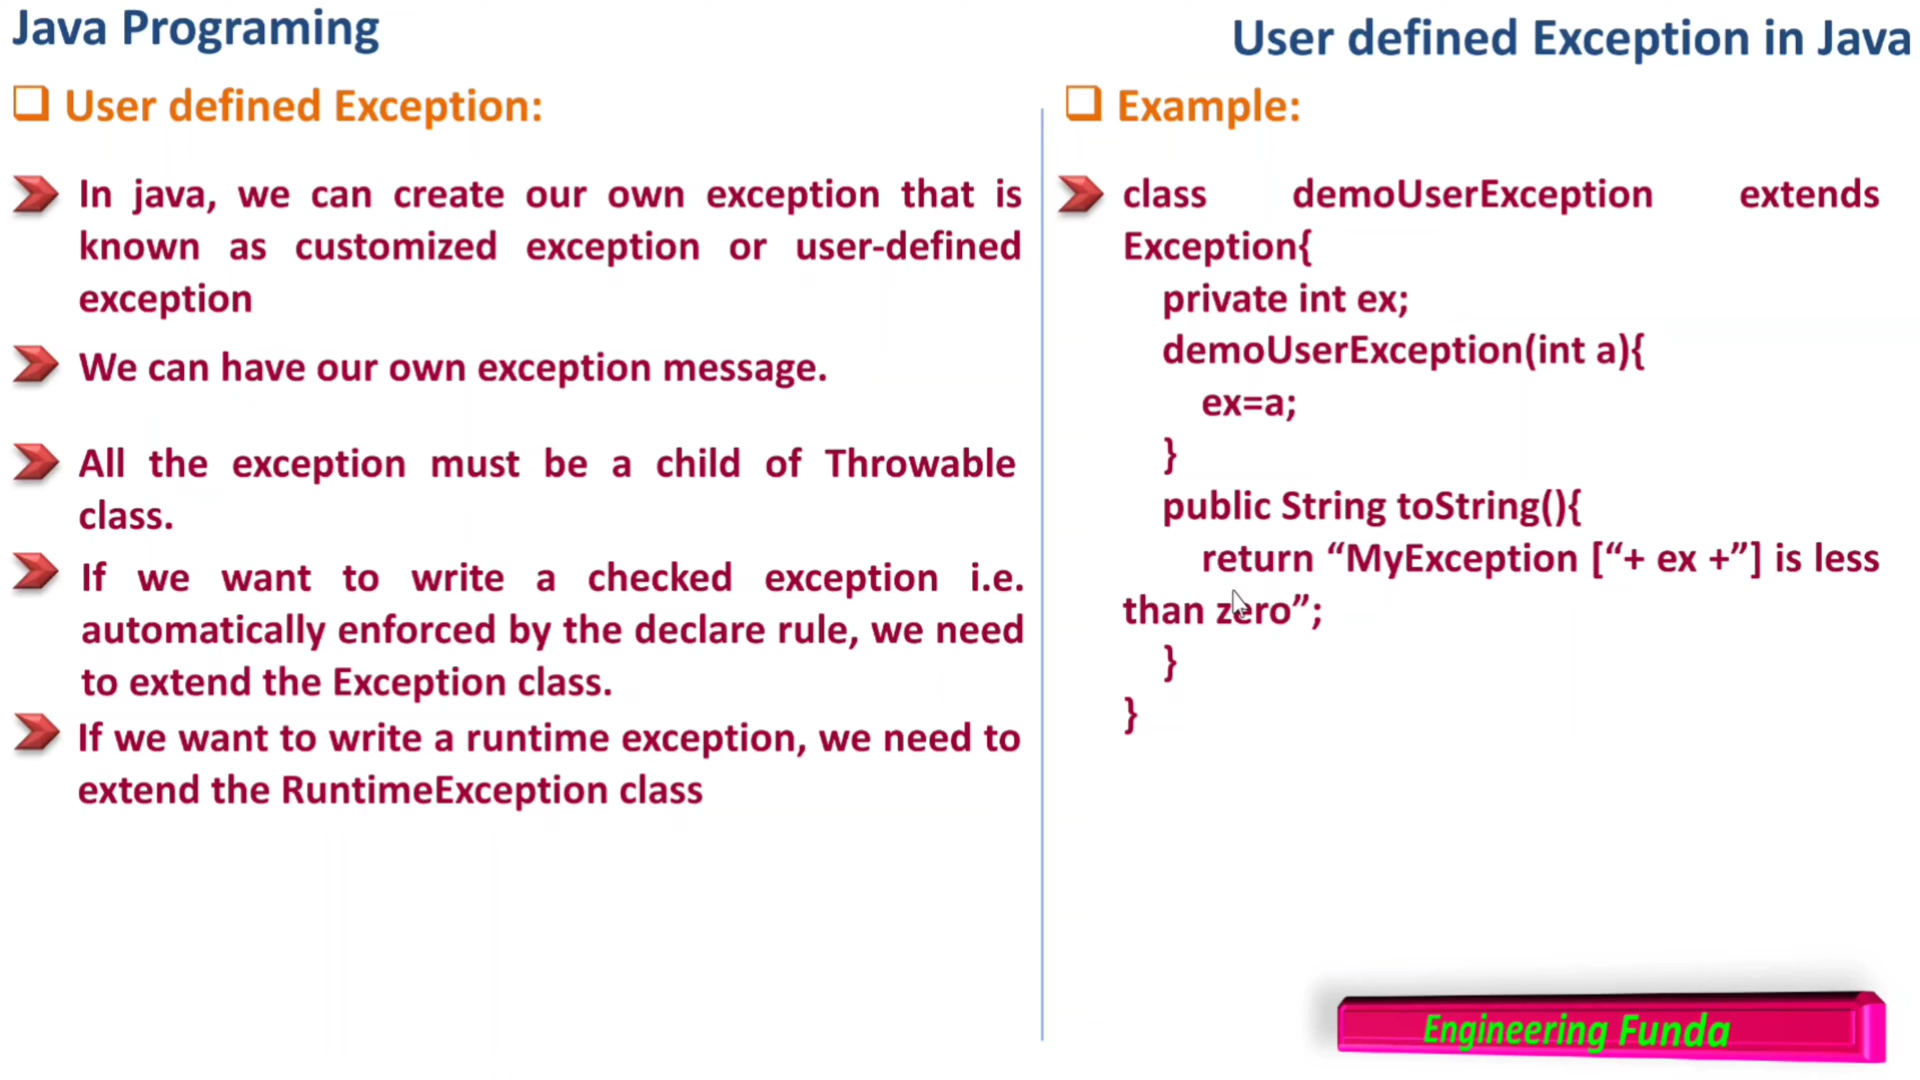 Java Programing
User defined Exception in Java
User defined Exception:
In java, we can create our own exception that is
known as customized exception or user-defined
exception
We can have our own exception message.
All the exception must be a child of Throwable
class.
If we want to write a checked exception i.e.
automatically enforced by the declare rule, we need
to extend the Exception class.
If we want to write a runtime exception, we need to
extend the RuntimeException class
Example:
class demoUserException extends
Exception{
private int ex;
demoUserException(int a){
ex=a;
}
public String toString(){
return “MyException [“+ ex +”] is less
than zero”;
}
}
Engineering Funda